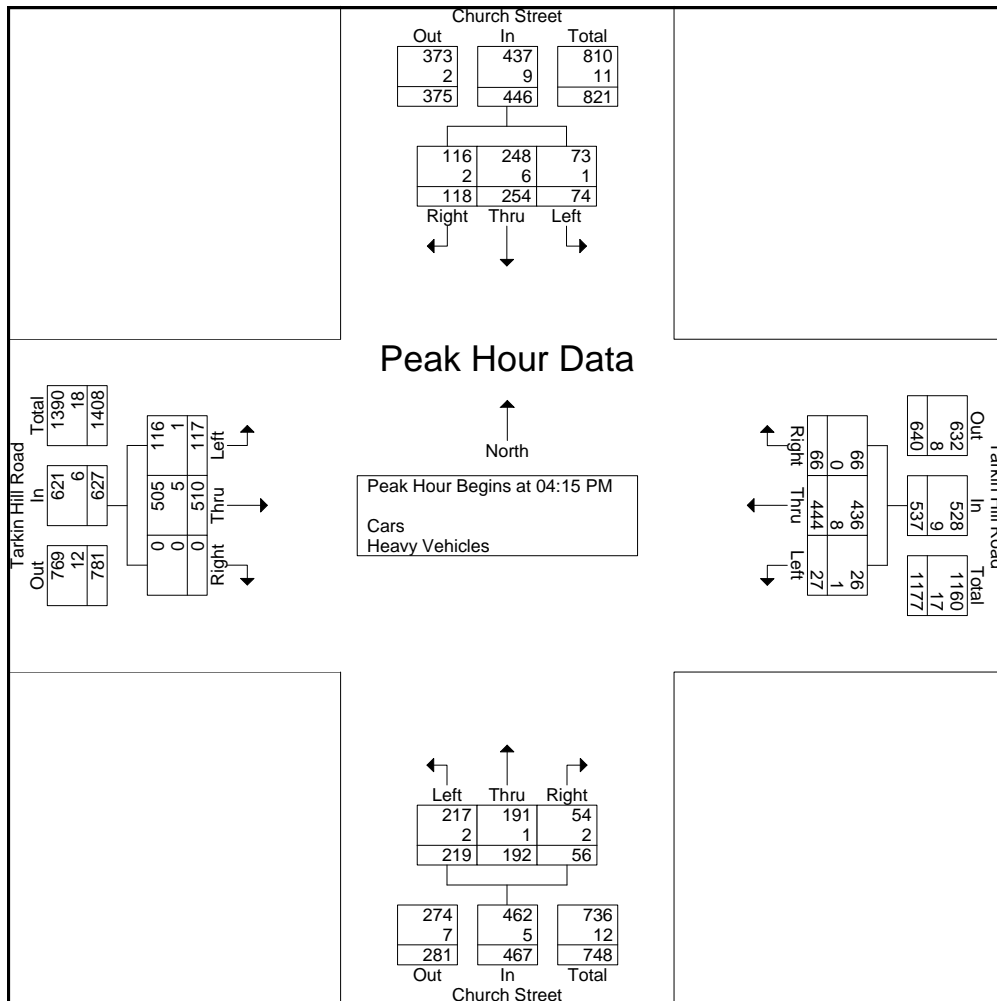 Church Street
Out In Total
373 437 810
2 9 11
375 446 821
116 248 73
2 6 1
118 254 74
Right Thru Left
Peak Hour Data
North
Peak Hour Begins at 04:15 PM
Cars
Heavy Vehicles
Tarkin Hill Road
Out In Total
769 621 1390
12 6 18
781 627 1408
Right Thru Left
0 505 116
0 5 1
0 510 117
Tarkin Hill Road
Out In Total
632 528 1160
8 9 17
640 537 1177
66 436 26
0 8 1
66 444 27
Right Thru Left
Left Thru Right
217 191 54
2 1 2
219 192 56
274 462 736
7 5 12
281 467 748
Out In Total
Church Street